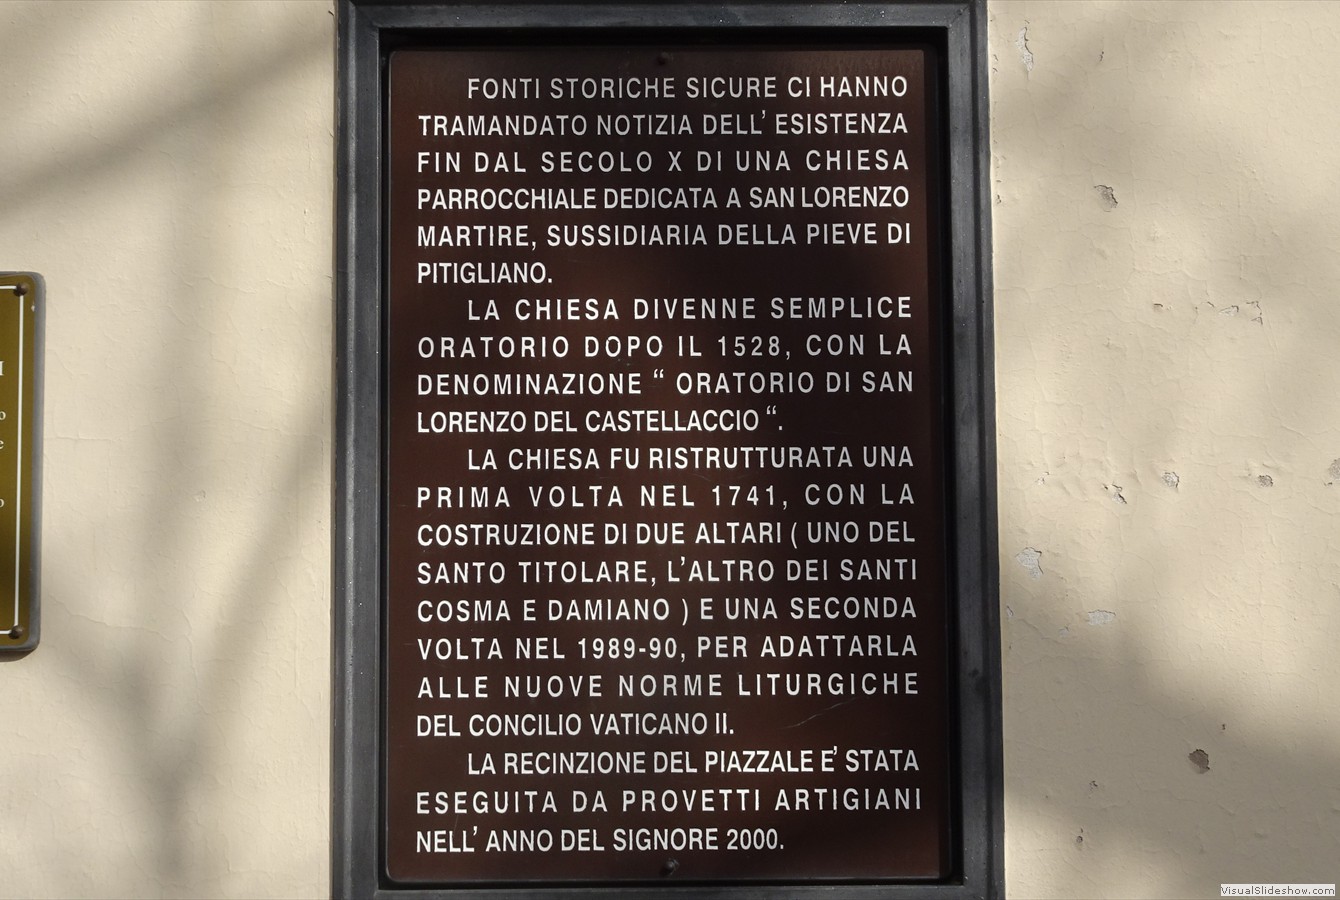 FONTI STORICHE SICURE CI HANNO
TRAMANDATO NOTIZIA DELL' ESISTENZA
FIN DAL SECOLO X DI UNA CHIESA
PARROCCHIALE DEDICATA A SAN LORENZO
MARTIRE, SUSSIDIARIA DELLA PIEVE DI
PITIGLIANO.
LA CHIESA DIVENNE SEMPLICE
ORATORIO DOPO IL 1528, CON LA
DENOMINAZIONE “ ORATORIO DI SAN
LORENZO DEL CASTELLACCIO “.
LA CHIESA FU RISTRUTTURATA UNA
PRIMA VOLTA NEL 1741, CON LA
COSTRUZIONE DI DUE ALTARI ( UNO DEL
SANTO TITOLARE, L'ALTRO DEI SANTI
COSMA E DAMIANO ) E UNA SECONDA
VOLTA NEL 1989-90, PER ADATTARLA
ALLE NUOVE NORME LITURGICHE
DEL CONCILIO VATICANO II.
LA RECINZIONE DEL PIAZZALE E' STATA
ESEGUITA DA PROVETTI ARTIGIANI
NELL' ANNO DEL SIGNORE 2000.
VisualSlideshow.com